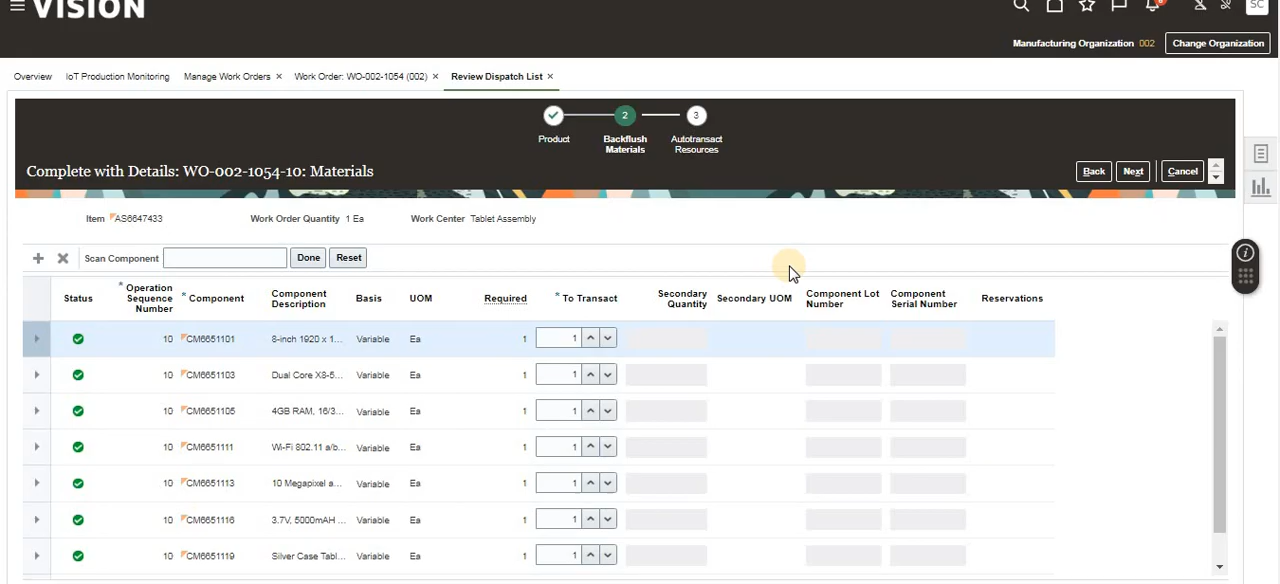 VISION
8
SC
Manufacturing Organization 002 Change Organization
Overview IoT Production Monitoring Manage Work Orders × Work Order: WO-002-1054 (002) × Review Dispatch List ×
2 3
Product Backflush Materials Autotransact Resources
Complete with Details: WO-002-1054-10: Materials Back Next Cancel
Item AS6647433 Work Order Quantity 1 Ea Work Center Tablet Assembly
Scan Component Done Reset
Status * Operation Sequence Number * Component Component Description Basis UOM Required * To Transact Secondary Quantity Secondary UOM Component Lot Number Component Serial Number Reservations
10 CM6651101 8-inch 1920 x 1... Variable Ea 1 1
10 CM6651103 Dual Core X8-5... Variable Ea 1 1
10 CM6651105 4GB RAM, 16/3... Variable Ea 1 1
10 CM6651111 Wi-Fi 802.11 a/b... Variable Ea 1 1
10 CM6651113 10 Megapixel a... Variable Ea 1 1
10 CM6651116 3.7V, 5000mAH ... Variable Ea 1 1
10 CM6651119 Silver Case Tabl... Variable Ea 1 1